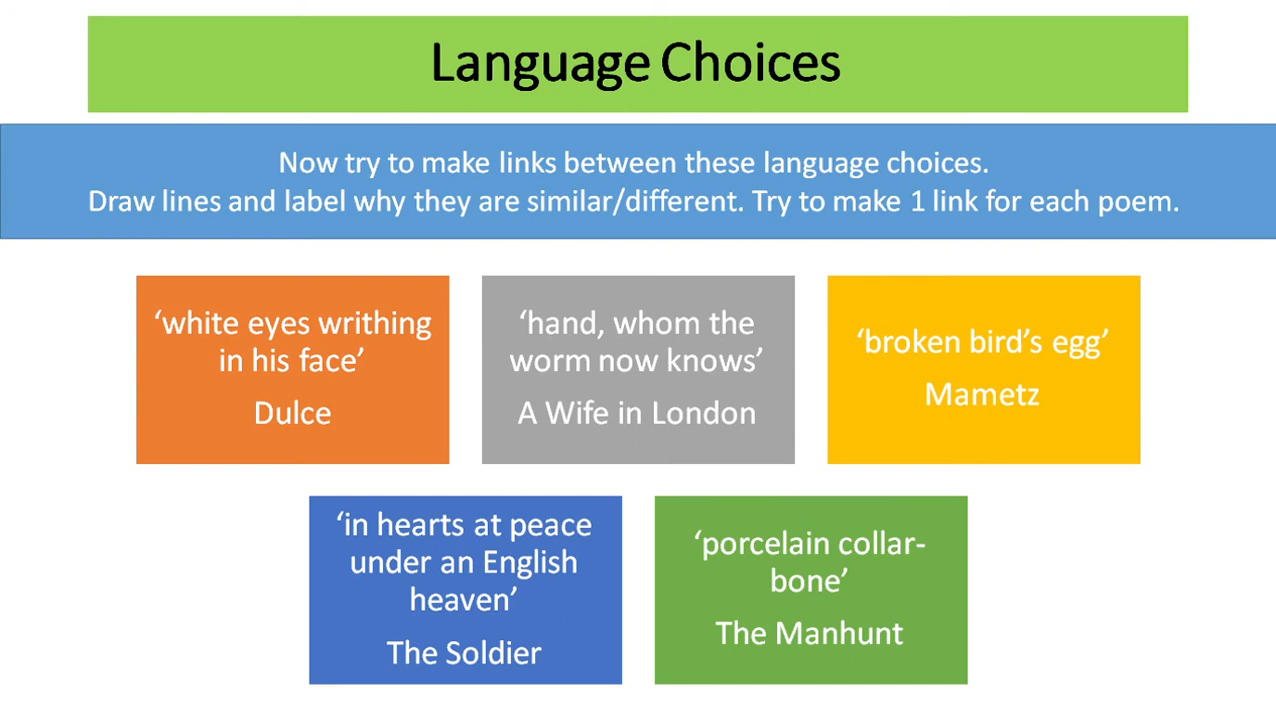 Language Choices
Now try to make links between these language choices.
Draw lines and label why they are similar/different. Try to make 1 link for each poem.
‘white eyes writhing
in his face’
Dulce
‘hand, whom the
worm now knows’
A Wife in London
‘broken bird’s egg’
Mametz
‘in hearts at peace
under an English
heaven’
The Soldier
‘porcelain collar-
bone’
The Manhunt